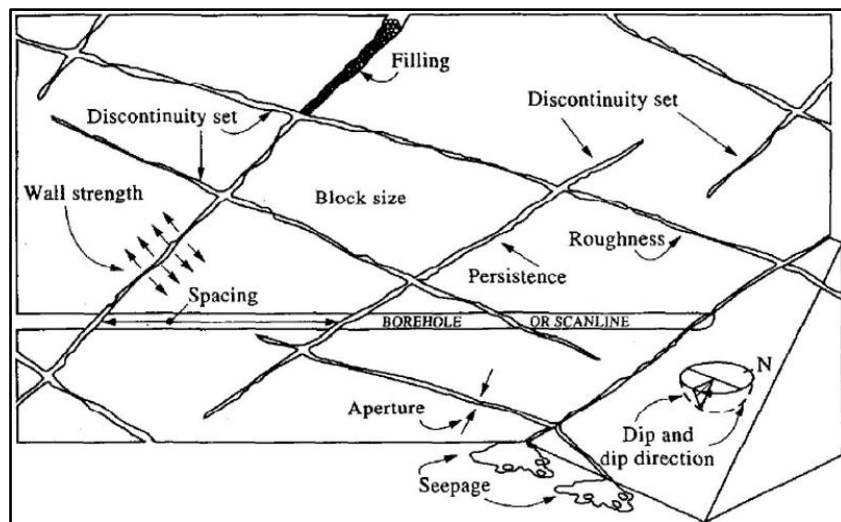 Filling
Discontinuity set
Discontinuity set
Wall strength
Block size
Roughness
Persistence
Spacing
BOREHOLE OR SCANLINE
N
Aperture
Dip and
dip direction
Seepage